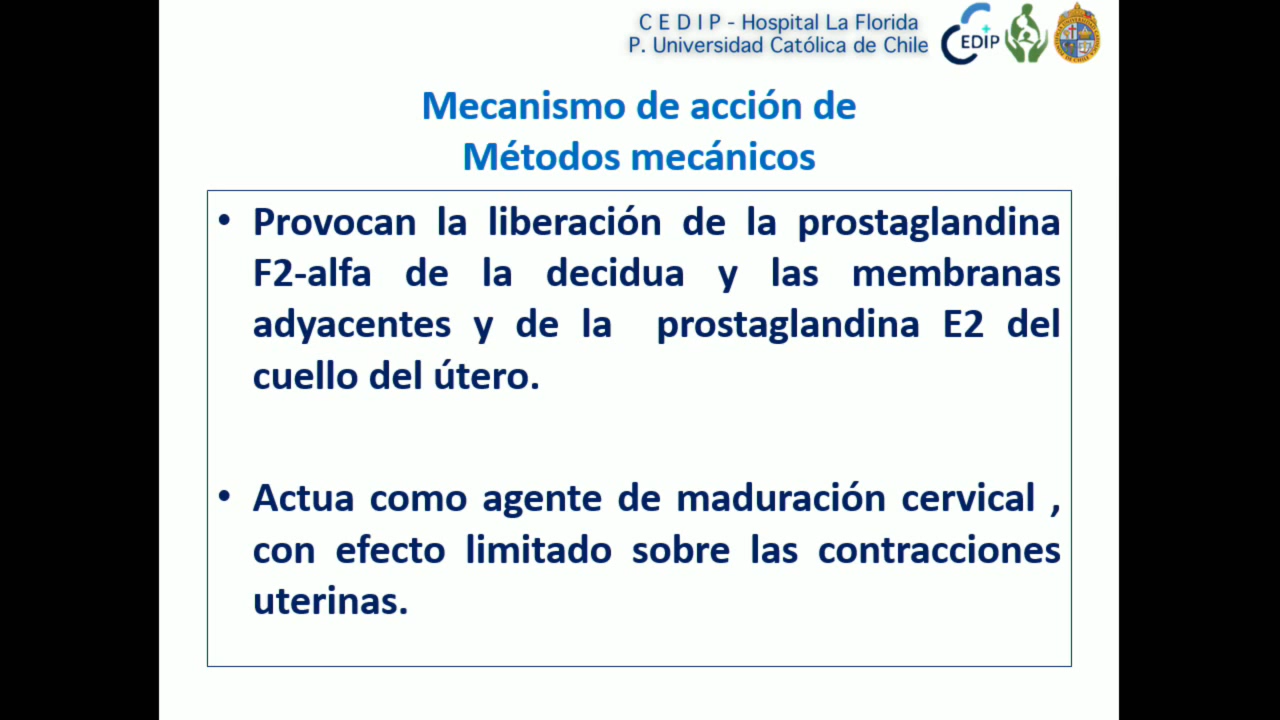 C E D I P - Hospital La Florida
P. Universidad Católica de Chile
EDIP
Mecanismo de acción de
Métodos mecánicos
• Provocan la liberación de la prostaglandina
F2-alfa de la decidua y las membranas
adyacentes y de la prostaglandina E2 del
cuello del útero.
• Actua como agente de maduración cervical ,
con efecto limitado sobre las contracciones
uterinas.